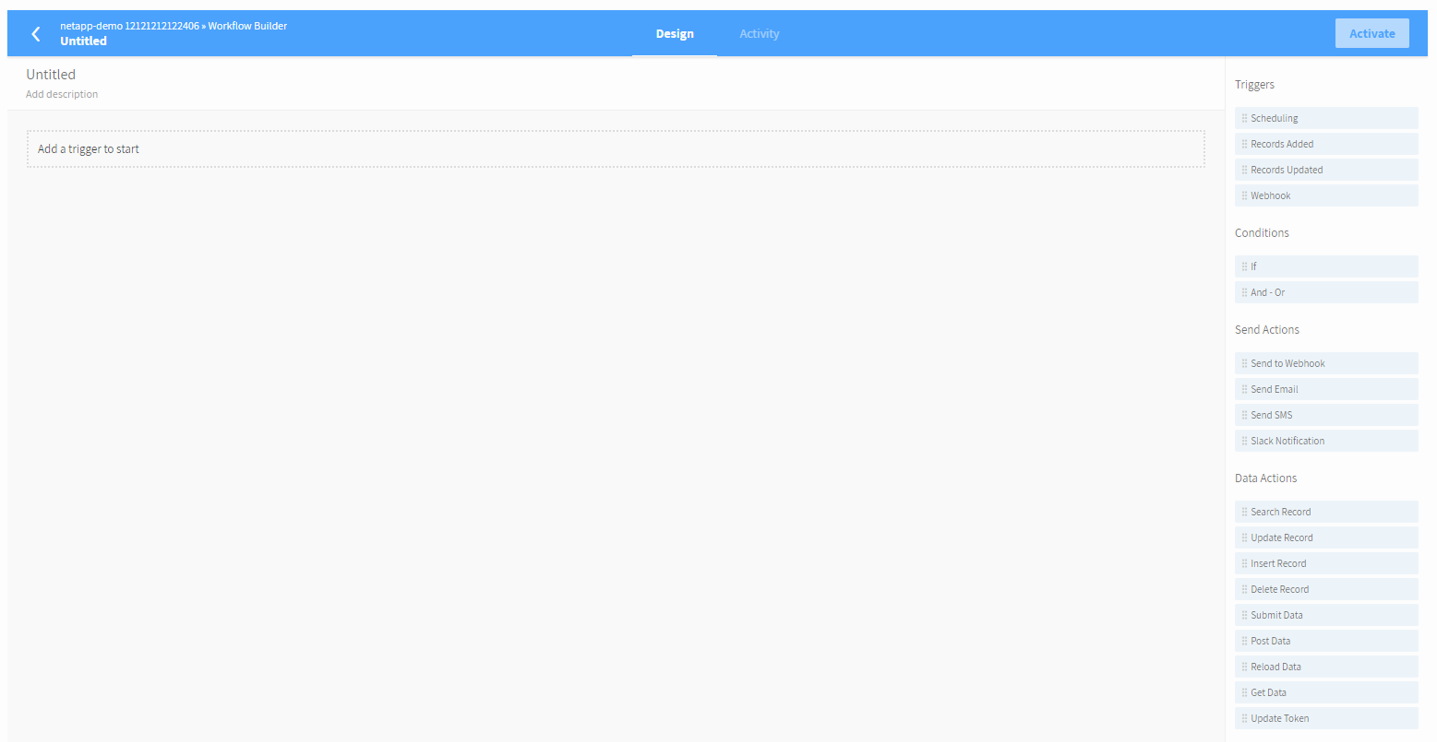 netapp-demo 12121212122406 » Workflow Builder
Untitled
Design
Activity
Activate
Untitled
Add description
Add a trigger to start
Triggers
Scheduling
Records Added
Records Updated
Webhook
Conditions
If
And - Or
Send Actions
Send to Webhook
Send Email
Send SMS
Slack Notification
Data Actions
Search Record
Update Record
Insert Record
Delete Record
Submit Data
Post Data
Reload Data
Get Data
Update Token